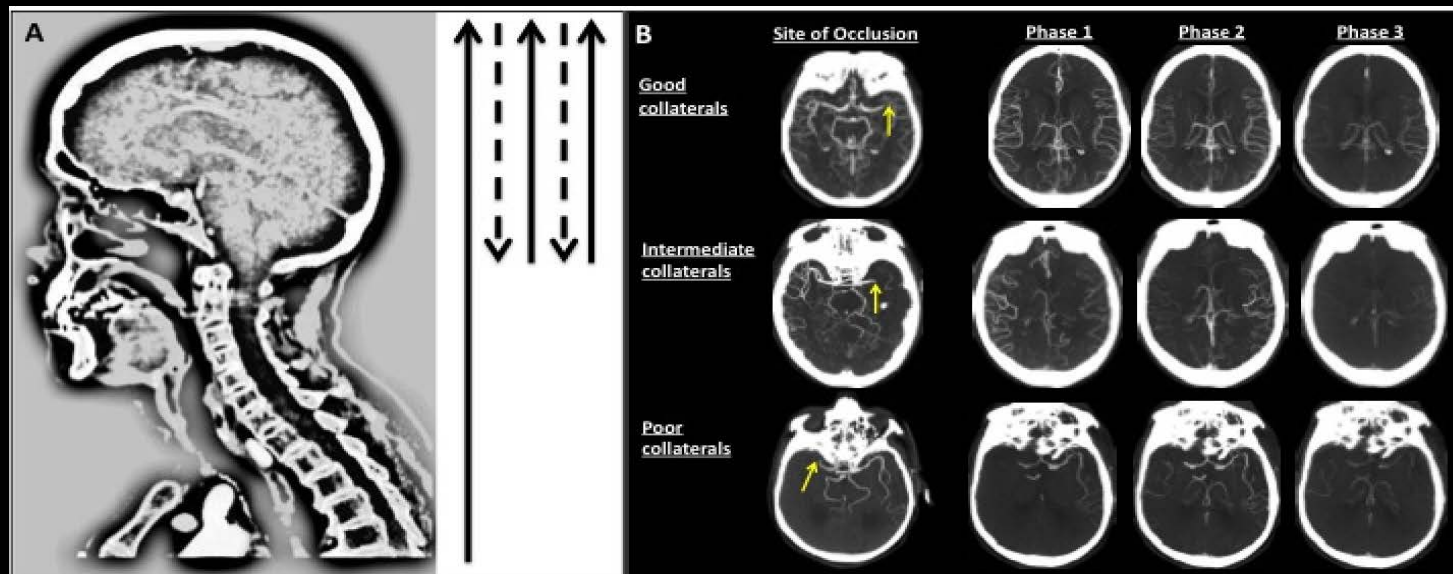 A
B
Site of Occlusion
Phase 1
Phase 2
Phase 3
Good
collaterals
Intermediate
collaterals
Poor
collaterals